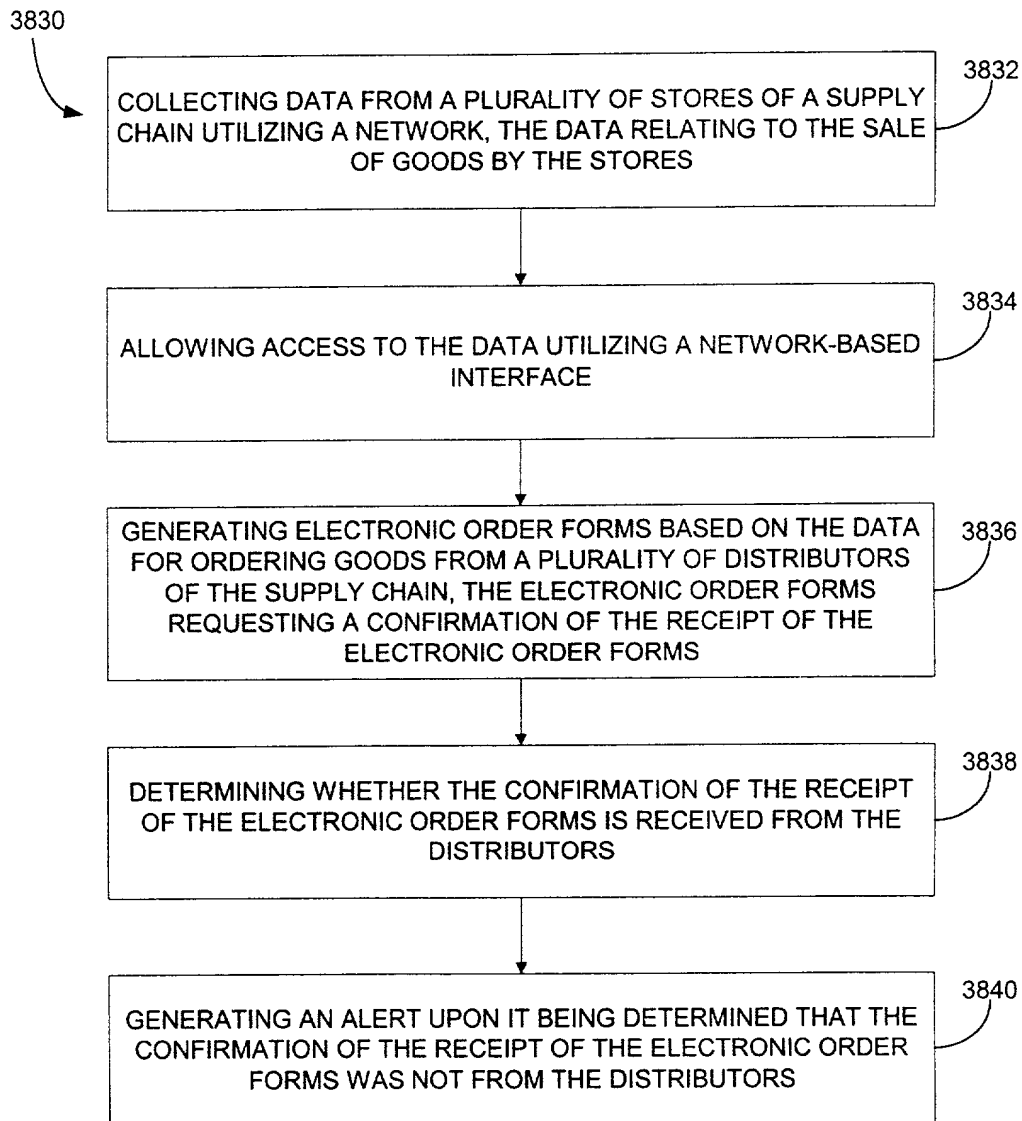 3830
3832
COLLECTING DATA FROM A PLURALITY OF STORES OF A SUPPLY
CHAIN UTILIZING A NETWORK, THE DATA RELATING TO THE SALE
OF GOODS BY THE STORES
3834
ALLOWING ACCESS TO THE DATA UTILIZING A NETWORK-BASED
INTERFACE
3836
GENERATING ELECTRONIC ORDER FORMS BASED ON THE DATA
FOR ORDERING GOODS FROM A PLURALITY OF DISTRIBUTORS
OF THE SUPPLY CHAIN, THE ELECTRONIC ORDER FORMS
REQUESTING A CONFIRMATION OF THE RECEIPT OF THE
ELECTRONIC ORDER FORMS
3838
DETERMINING WHETHER THE CONFIRMATION OF THE RECEIPT
OF THE ELECTRONIC ORDER FORMS IS RECEIVED FROM THE
DISTRIBUTORS
3840
GENERATING AN ALERT UPON IT BEING DETERMINED THAT THE
CONFIRMATION OF THE RECEIPT OF THE ELECTRONIC ORDER
FORMS WAS NOT FROM THE DISTRIBUTORS